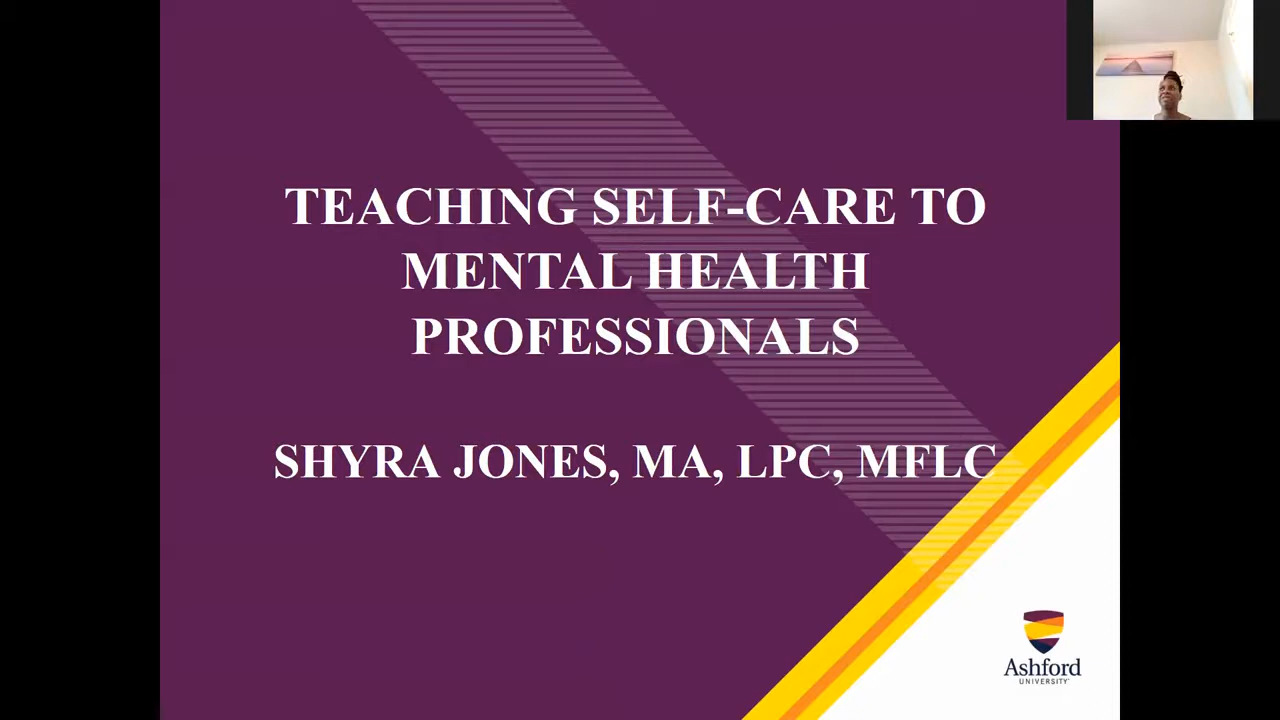 TEACHING SELF-CARE TO
MENTAL HEALTH
PROFESSIONALS
SHYRA JONES, MA, LPC, MFLC
Ashford
UNIVERSITY